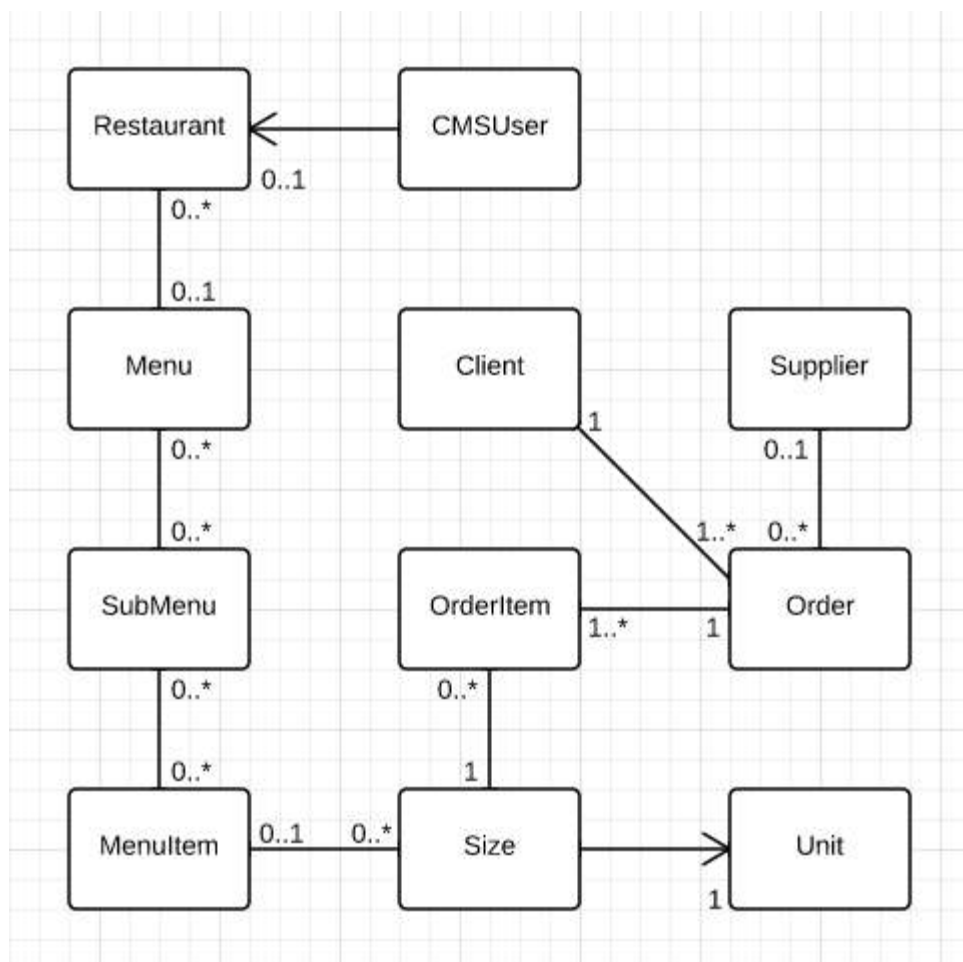 Restaurant
CMSUser
0..1
0..*
0..1
Menu
Client
Supplier
0..*
1
0..1
0..*
1..*
0..*
SubMenu
OrderItem
Order
1..*
1
0..*
0..*
0..*
1
MenuItem
0..1
0..*
Size
Unit
1